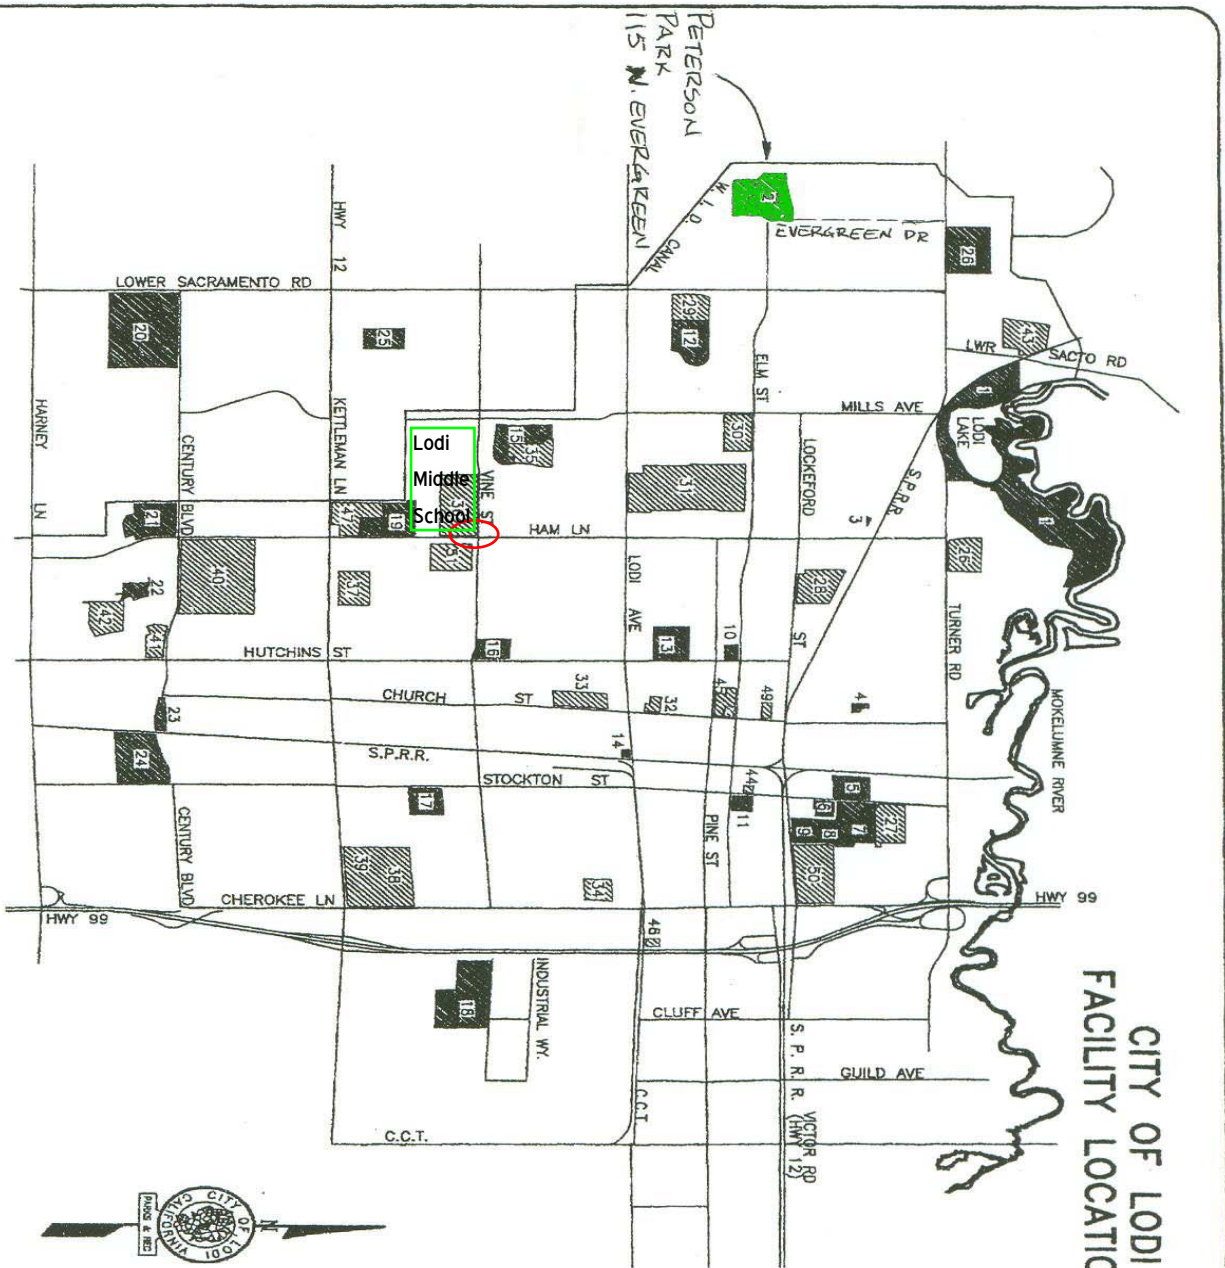 PETERSON
PARK
115 N. EVERGREEN
CITY OF LODI
FACILITY
2
EVERGREEN DR
W. I. D. CANAL
26
HWY 12
LOWER SACRAMENTO RD
20
25
29
12
43
LWR SACTO RD
1
LODI
LAKE
1
ELM ST
MILLS AVE
30
LOCKEFORD ST
S.P.R.R
3
31
15
35
VINE ST
Lodi
Middle
School
KETTLEMAN LN
HARNEY LN
CENTURY BLVD
21
47
19
HAM LN
40
37
22
42
41
28
26
TURNER RD
LODI AVE
10
13
16
HUTCHINS ST
CHURCH ST
33
32
49
4
23
24
S.P.R.R.
14
STOCKTON ST
17
44
11
5
6
7
8
9
27
50
PINE ST
MOKELUMNE RIVER
CENTURY BLVD
39
38
34
CHEROKEE LN
HWY 99
HWY 99
46
18
INDUSTRIAL WY.
CLUFF AVE
GUILD AVE
S. P. R. R.
VICTOR RD
(HWY 12)
C.C.T.
C.C.T.
N
CITY OF LODI
CALIFORNIA
PARKS & REC